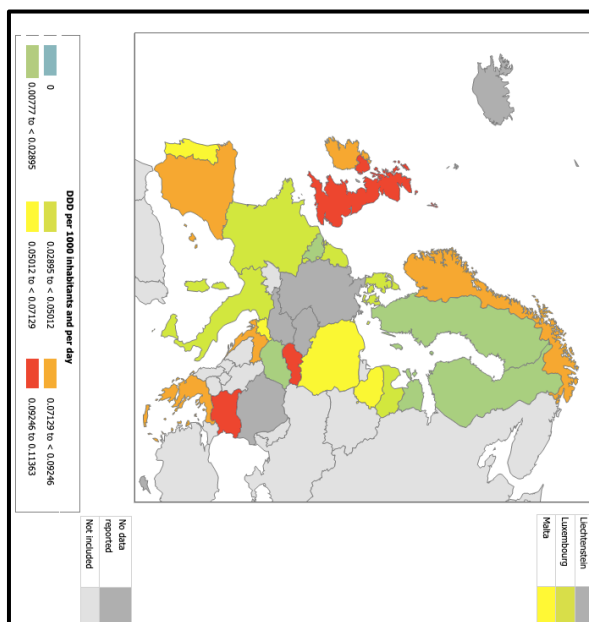 Liechtenstein
Luxembourg
Malta
No data
reported
Not included
DDD per 1000 inhabitants and per day
0 0.02895 to < 0.05012 0.07129 to < 0.09246
0.00777 to < 0.02895 0.05012 to < 0.07129 0.09246 to 0.11363